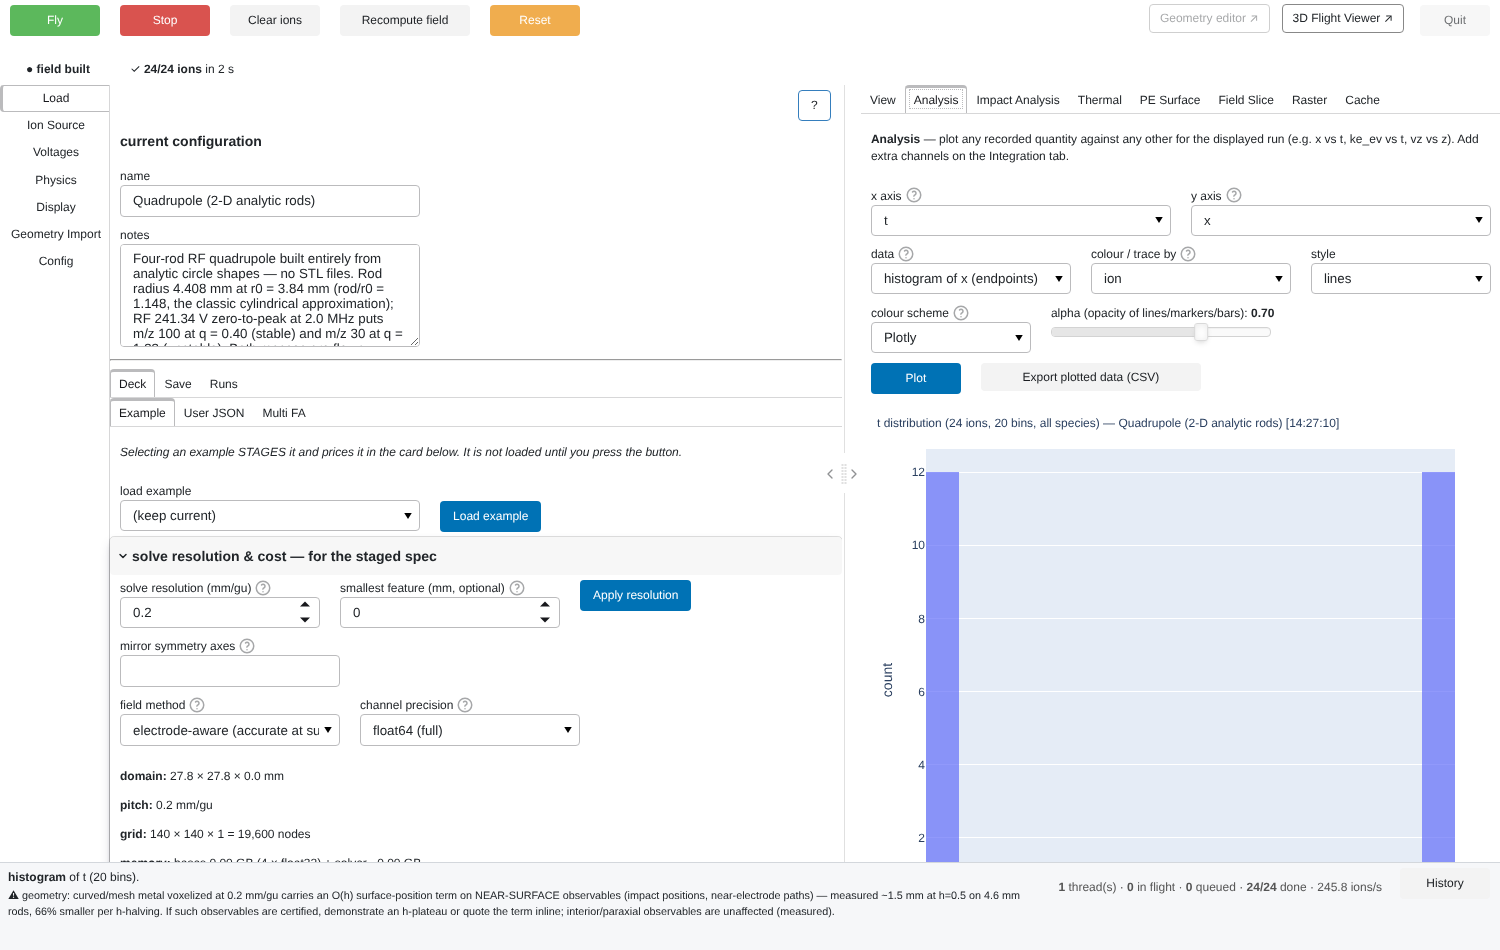 Fly
Stop
Clear ions
Recompute field
Reset
Geometry editor ↗
3D Flight Viewer ↗
Quit
● field built
✓ 24/24 ions in 2 s
Load
Ion Source
Voltages
Physics
Display
Geometry Import
Config
?
current configuration
name
Quadrupole (2-D analytic rods)
notes
Four-rod RF quadrupole built entirely from
analytic circle shapes — no STL files. Rod
radius 4.408 mm at r0 = 3.84 mm (rod/r0 =
1.148, the classic cylindrical approximation);
RF 241.34 V zero-to-peak at 2.0 MHz puts
m/z 100 at q = 0.40 (stable) and m/z 30 at q =
Deck
Save
Runs
Example
User JSON
Multi FA
Selecting an example STAGES it and prices it in the card below. It is not loaded until you press the button.
load example
(keep current)
Load example
solve resolution & cost — for the staged spec
solve resolution (mm/gu) ?
smallest feature (mm, optional) ?
0.2
0
Apply resolution
mirror symmetry axes ?
field method ?
channel precision ?
electrode-aware (accurate at su
float64 (full)
domain: 27.8 × 27.8 × 0.0 mm
pitch: 0.2 mm/gu
grid: 140 × 140 × 1 = 19,600 nodes
View
Analysis
Impact Analysis
Thermal
PE Surface
Field Slice
Raster
Cache
Analysis — plot any recorded quantity against any other for the displayed run (e.g. x vs t, ke_ev vs t, vz vs z). Add
extra channels on the Integration tab.
x axis ?
y axis ?
t
x
data ?
colour / trace by ?
style
histogram of x (endpoints)
ion
lines
colour scheme ?
alpha (opacity of lines/markers/bars): 0.70
Plotly
Plot
Export plotted data (CSV)
t distribution (24 ions, 20 bins, all species) — Quadrupole (2-D analytic rods) [14:27:10]
12
10
8
6
4
2
count
histogram of t (20 bins).
⚠ geometry: curved/mesh metal voxelized at 0.2 mm/gu carries an O(h) surface-position term on NEAR-SURFACE observables (impact positions, near-electrode paths) — measured ~1.5 mm at h=0.5 on 4.6 mm
rods, 66% smaller per h-halving. If such observables are certified, demonstrate an h-plateau or quote the term inline; interior/paraxial observables are unaffected (measured).
1 thread(s) · 0 in flight · 0 queued · 24/24 done · 245.8 ions/s
History